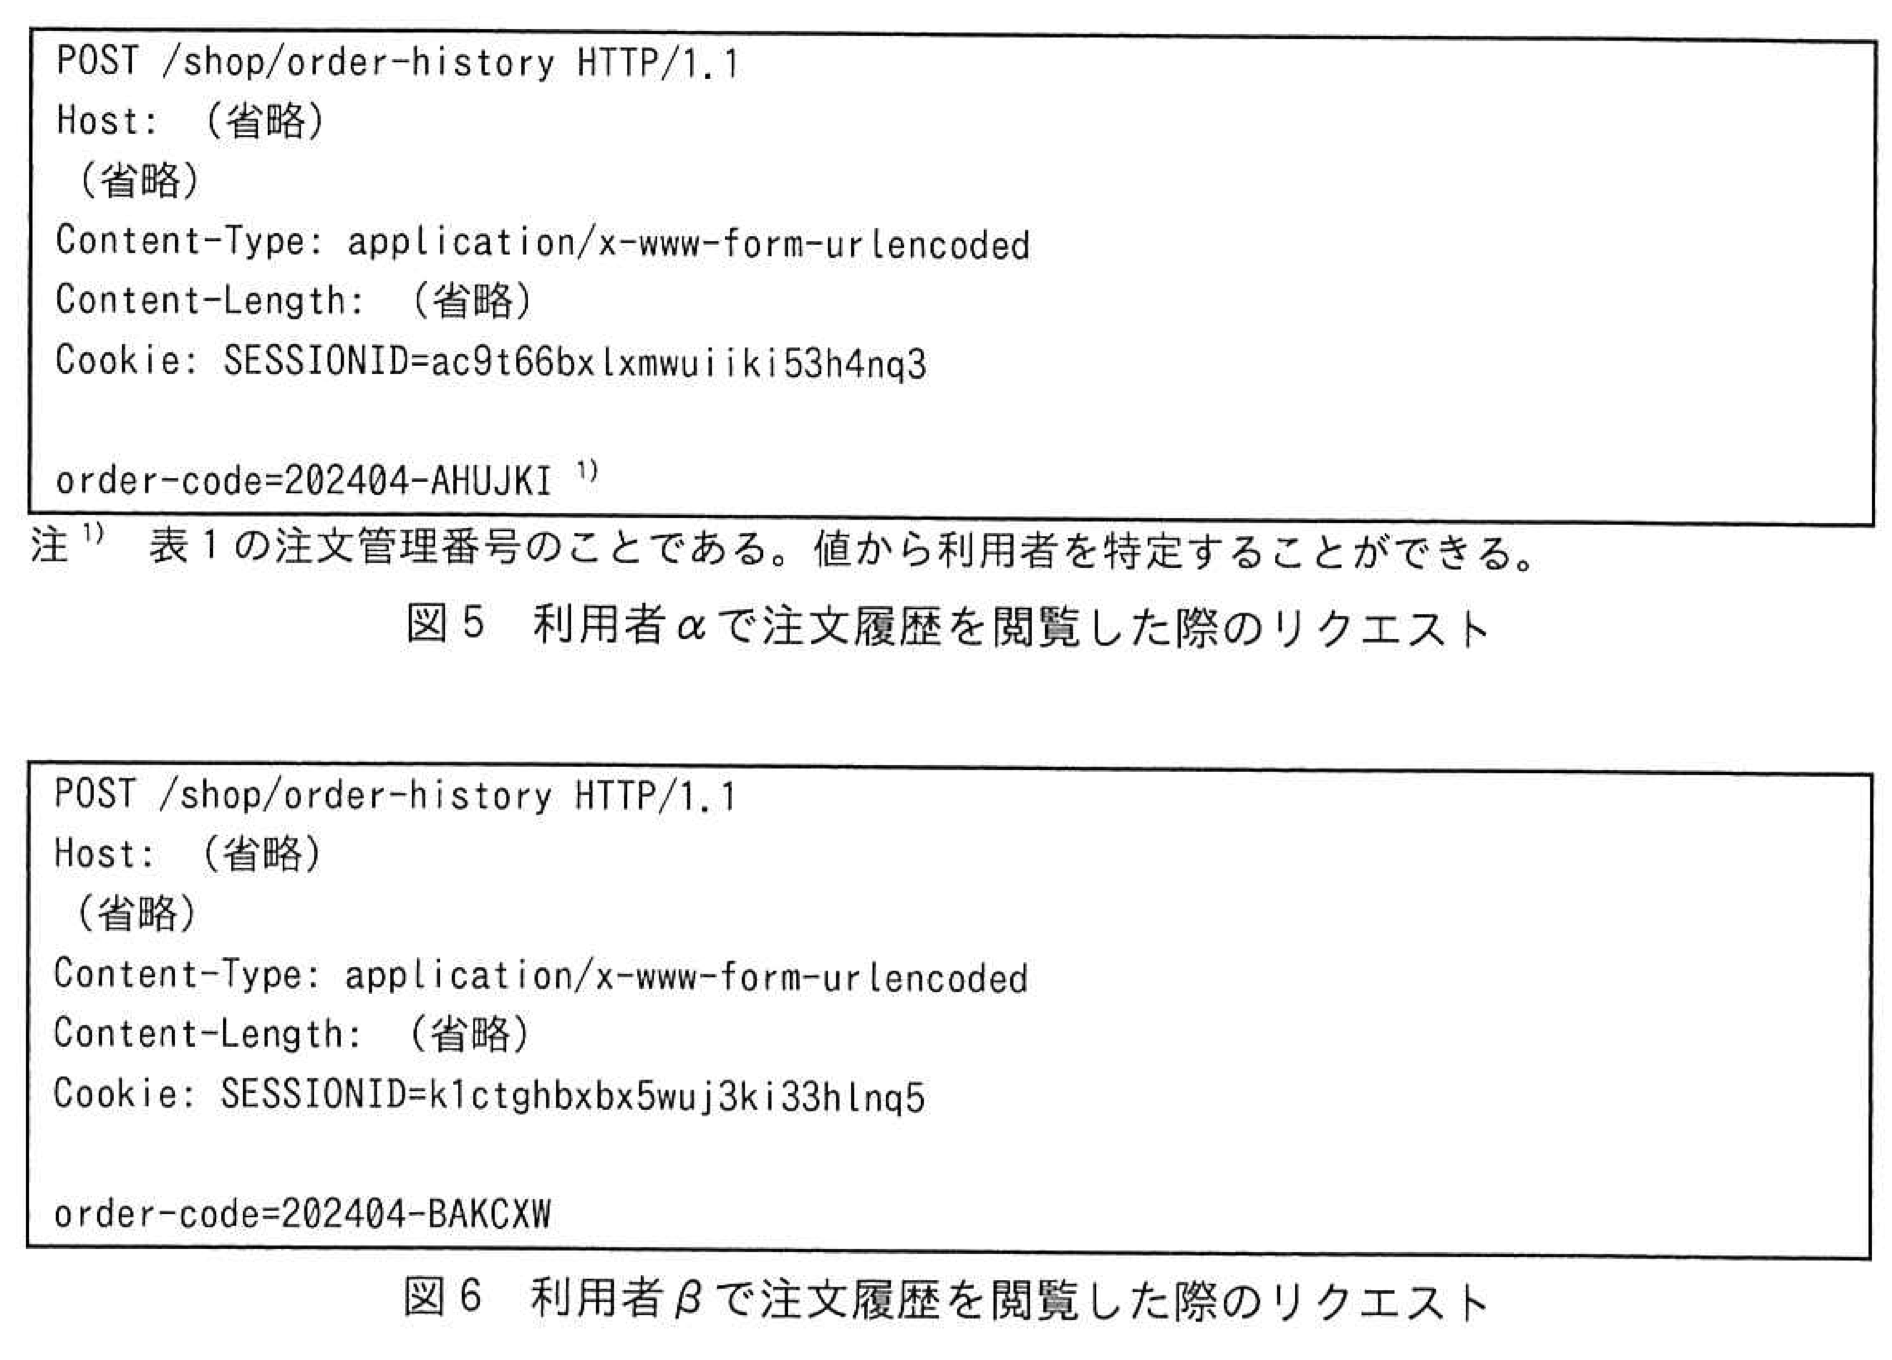 POST /shop/order-history HTTP/1.1
Host: （省略）
（省略）
Content-Type: application/x-www-form-urlencoded
Content-Length: （省略）
Cookie: SESSIONID=ac9t66bxlxmwuiiki53h4nq3
order-code=202404-AHUJKI 1)
注1) 表1の注文管理番号のことである。値から利用者を特定することができる。
図5 利用者αで注文履歴を閲覧した際のリクエスト
POST /shop/order-history HTTP/1.1
Host: （省略）
（省略）
Content-Type: application/x-www-form-urlencoded
Content-Length: （省略）
Cookie: SESSIONID=k1ctghbxbx5wuj3ki33hlnq5
order-code=202404-BAKCXW
図6 利用者βで注文履歴を閲覧した際のリクエスト